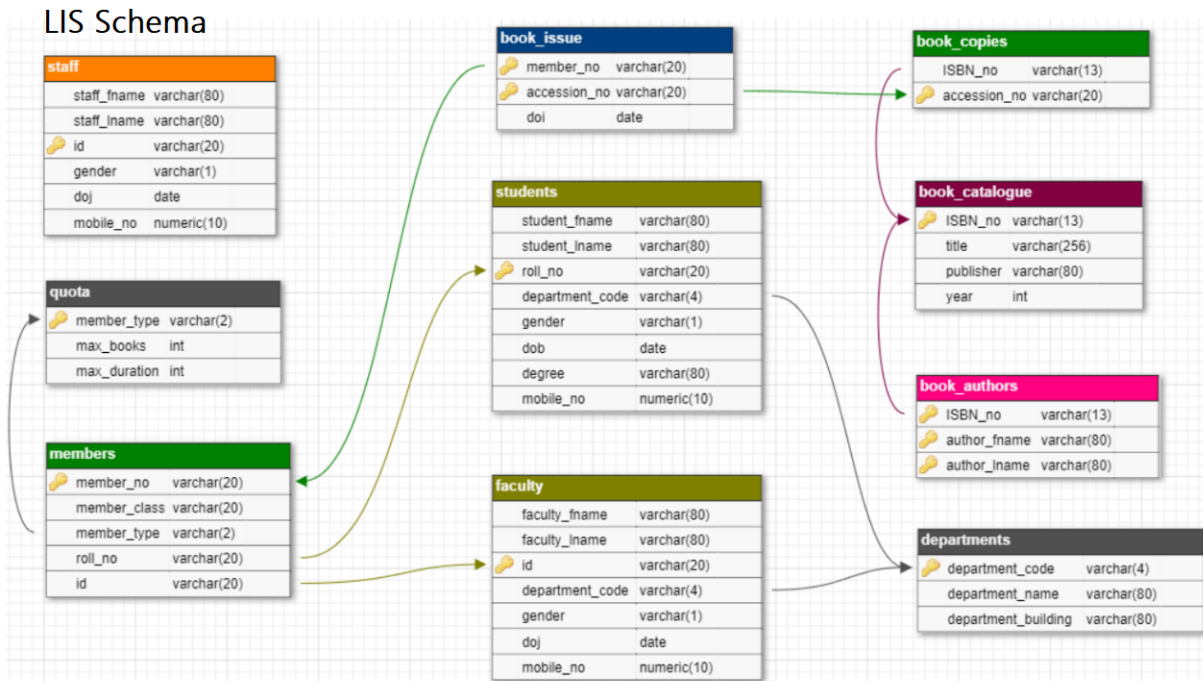 LIS Schema
staff
staff_fname varchar(80)
staff_lname varchar(80)
id varchar(20)
gender varchar(1)
doj date
mobile_no numeric(10)
quota
member_type varchar(2)
max_books int
max_duration int
members
member_no varchar(20)
member_class varchar(20)
member_type varchar(2)
roll_no varchar(20)
id varchar(20)
book_issue
member_no varchar(20)
accession_no varchar(20)
doi date
students
student_fname varchar(80)
student_lname varchar(80)
roll_no varchar(20)
department_code varchar(4)
gender varchar(1)
dob date
degree varchar(80)
mobile_no numeric(10)
faculty
faculty_fname varchar(80)
faculty_lname varchar(80)
id varchar(20)
department_code varchar(4)
gender varchar(1)
doj date
mobile_no numeric(10)
book_copies
ISBN_no varchar(13)
accession_no varchar(20)
book_catalogue
ISBN_no varchar(13)
title varchar(256)
publisher varchar(80)
year int
book_authors
ISBN_no varchar(13)
author_fname varchar(80)
author_lname varchar(80)
departments
department_code varchar(4)
department_name varchar(80)
department_building varchar(80)